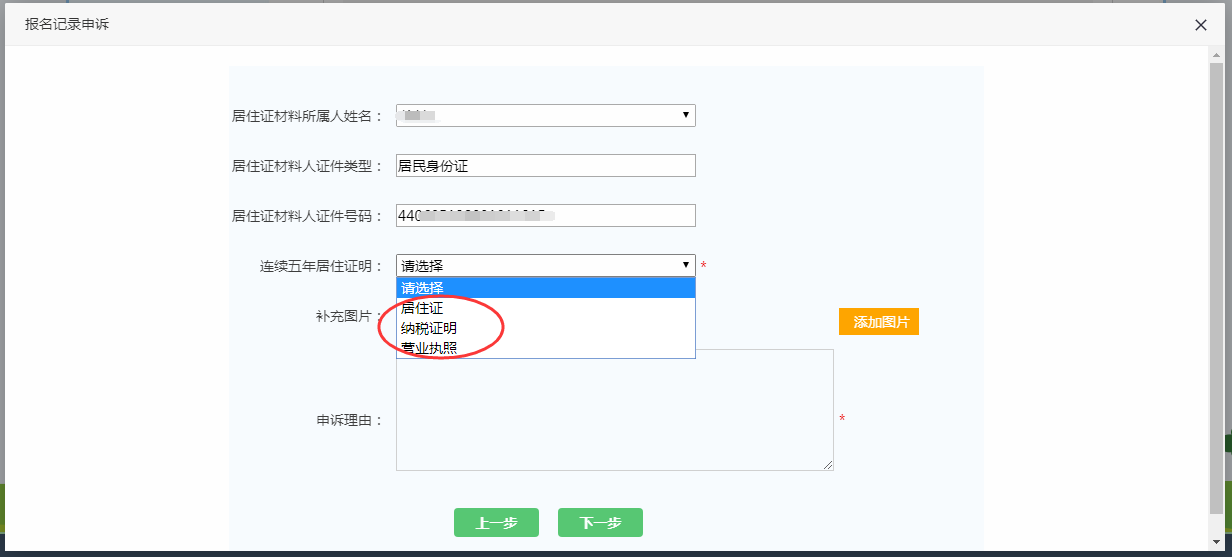 报名记录申诉
居住证材料所属人姓名：
居住证材料人证件类型： 居民身份证
居住证材料人证件号码： 440
连续五年居住证明： 请选择 *
请选择
居住证
补充图片： 添加图片
纳税证明
营业执照
申诉理由： *
上一步 下一步